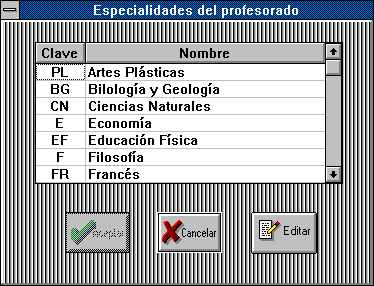 Especialidades del profesorado
Clave Nombre
PL Artes Plásticas
BG Bilología y Geología
CN Ciencias Naturales
E Economía
EF Educación Física
F Filosofía
FR Francés
Aceptar Cancelar Editar